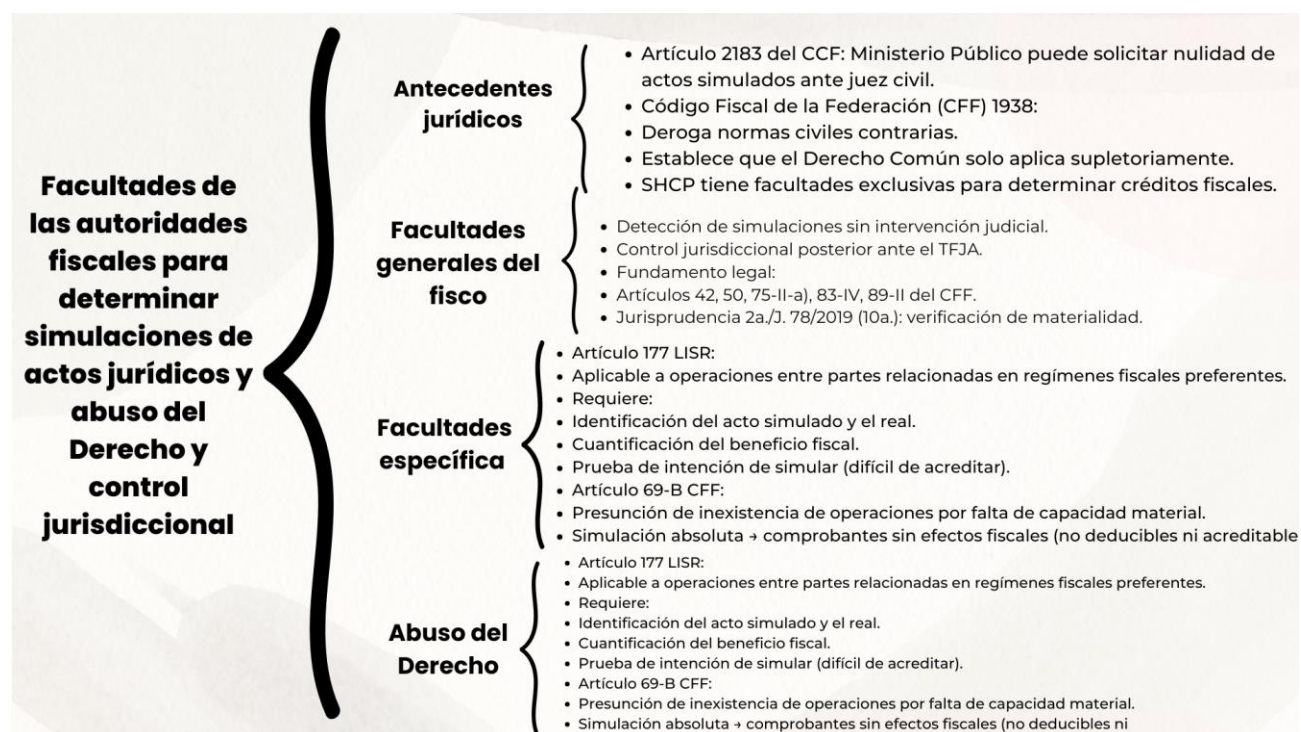 Facultades de
las autoridades
fiscales para
determinar
simulaciones de
actos jurídicos y
abuso del
Derecho y
control
jurisdiccional
Antecedentes
jurídicos
• Artículo 2183 del CCF: Ministerio Público puede solicitar nulidad de
actos simulados ante juez civil.
• Código Fiscal de la Federación (CFF) 1938:
• Deroga normas civiles contrarias.
• Establece que el Derecho Común solo aplica supletoriamente.
• SHCP tiene facultades exclusivas para determinar créditos fiscales.
Facultades
generales del
fisco
• Detección de simulaciones sin intervención judicial.
• Control jurisdiccional posterior ante el TFJA.
• Fundamento legal:
• Artículos 42, 50, 75-II-a), 83-IV, 89-II del CFF.
• Jurisprudencia 2a./J. 78/2019 (10a.): verificación de materialidad.
Facultades
específica
• Artículo 177 LISR:
• Aplicable a operaciones entre partes relacionadas en regímenes fiscales preferentes.
• Requiere:
• Identificación del acto simulado y el real.
• Cuantificación del beneficio fiscal.
• Prueba de intención de simular (difícil de acreditar).
• Artículo 69-B CFF:
• Presunción de inexistencia de operaciones por falta de capacidad material.
• Simulación absoluta → comprobantes sin efectos fiscales (no deducibles ni acreditable
Abuso del
Derecho
• Artículo 177 LISR:
• Aplicable a operaciones entre partes relacionadas en regímenes fiscales preferentes.
• Requiere:
• Identificación del acto simulado y el real.
• Cuantificación del beneficio fiscal.
• Prueba de intención de simular (difícil de acreditar).
• Artículo 69-B CFF:
• Presunción de inexistencia de operaciones por falta de capacidad material.
• Simulación absoluta → comprobantes sin efectos fiscales (no deducibles ni